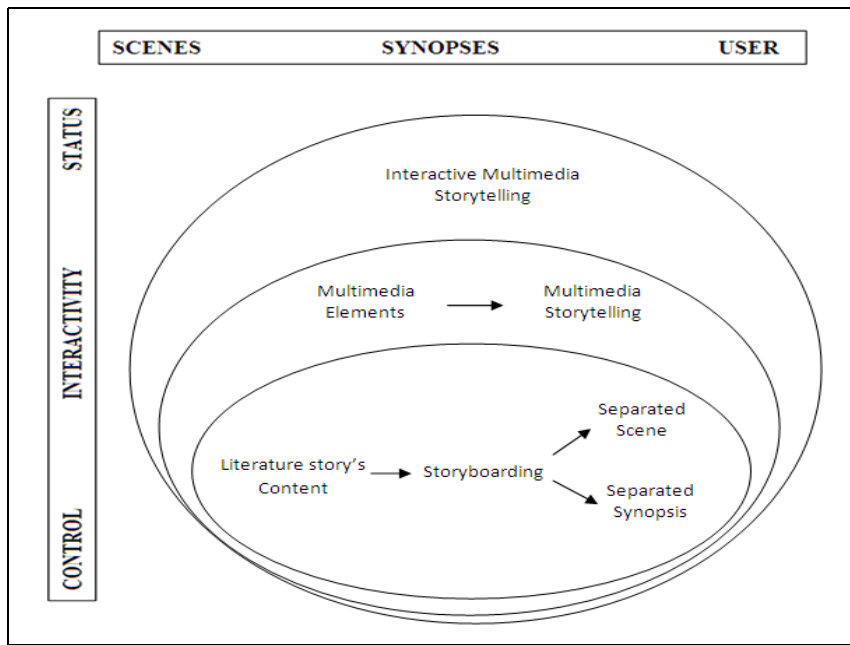 SCENES SYNOPSES USER
STATUS
INTERACTIVITY
CONTROL
Interactive Multimedia
Storytelling
Multimedia
Elements
Multimedia
Storytelling
Literature story's
Content
Storyboarding
Separated
Scene
Separated
Synopsis